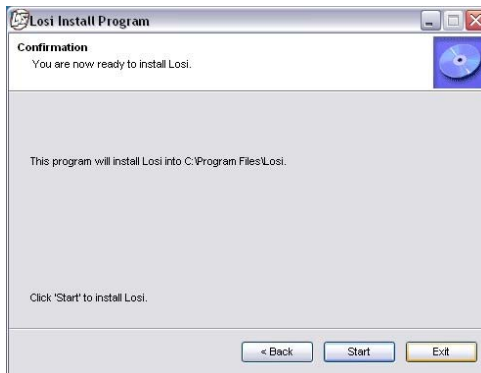 Losi Install Program
Confirmation
You are now ready to install Losi.
This program will install Losi into C:\Program Files\Losi.
Click 'Start' to install Losi.
< Back
Start
Exit